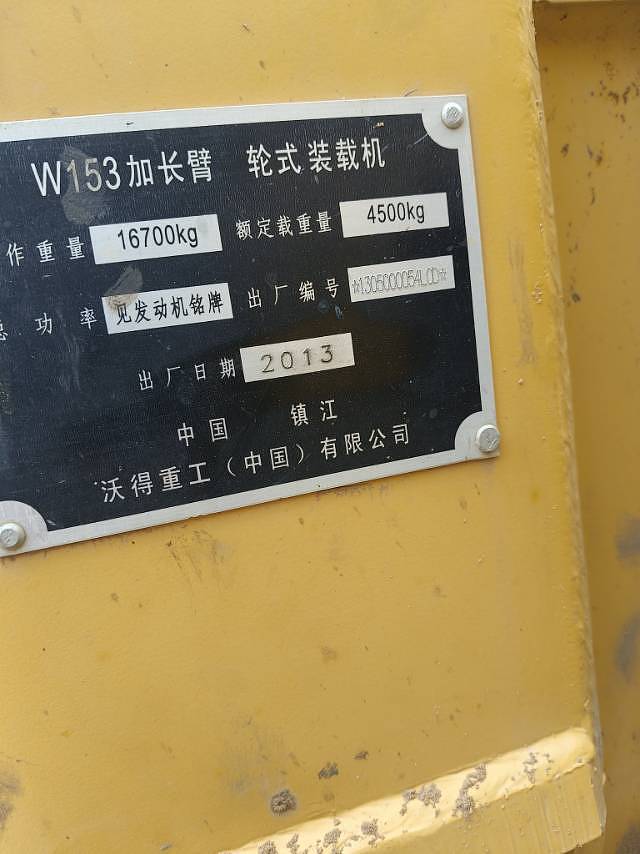 W153加长臂 轮式装载机
作重量 16700kg 额定载重量 4500kg
总功率 见发动机铭牌 出厂编号 ☆1305000054L0D☆
出厂日期 2013
中国 镇江
沃得重工（中国）有限公司